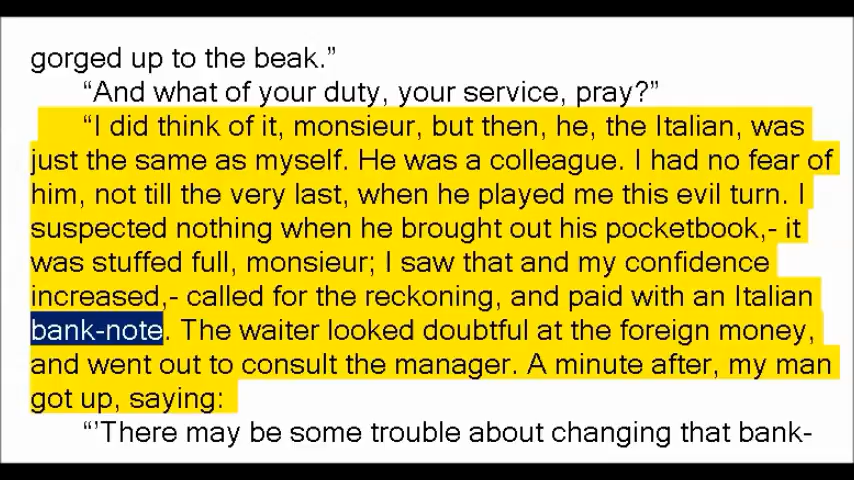 gorged up to the beak.”
“And what of your duty, your service, pray?”
“I did think of it, monsieur, but then, he, the Italian, was
just the same as myself. He was a colleague. I had no fear of
him, not till the very last, when he played me this evil turn. I
suspected nothing when he brought out his pocketbook,- it
was stuffed full, monsieur; I saw that and my confidence
increased,- called for the reckoning, and paid with an Italian
bank-note. The waiter looked doubtful at the foreign money,
and went out to consult the manager. A minute after, my man
got up, saying:
“’There may be some trouble about changing that bank-